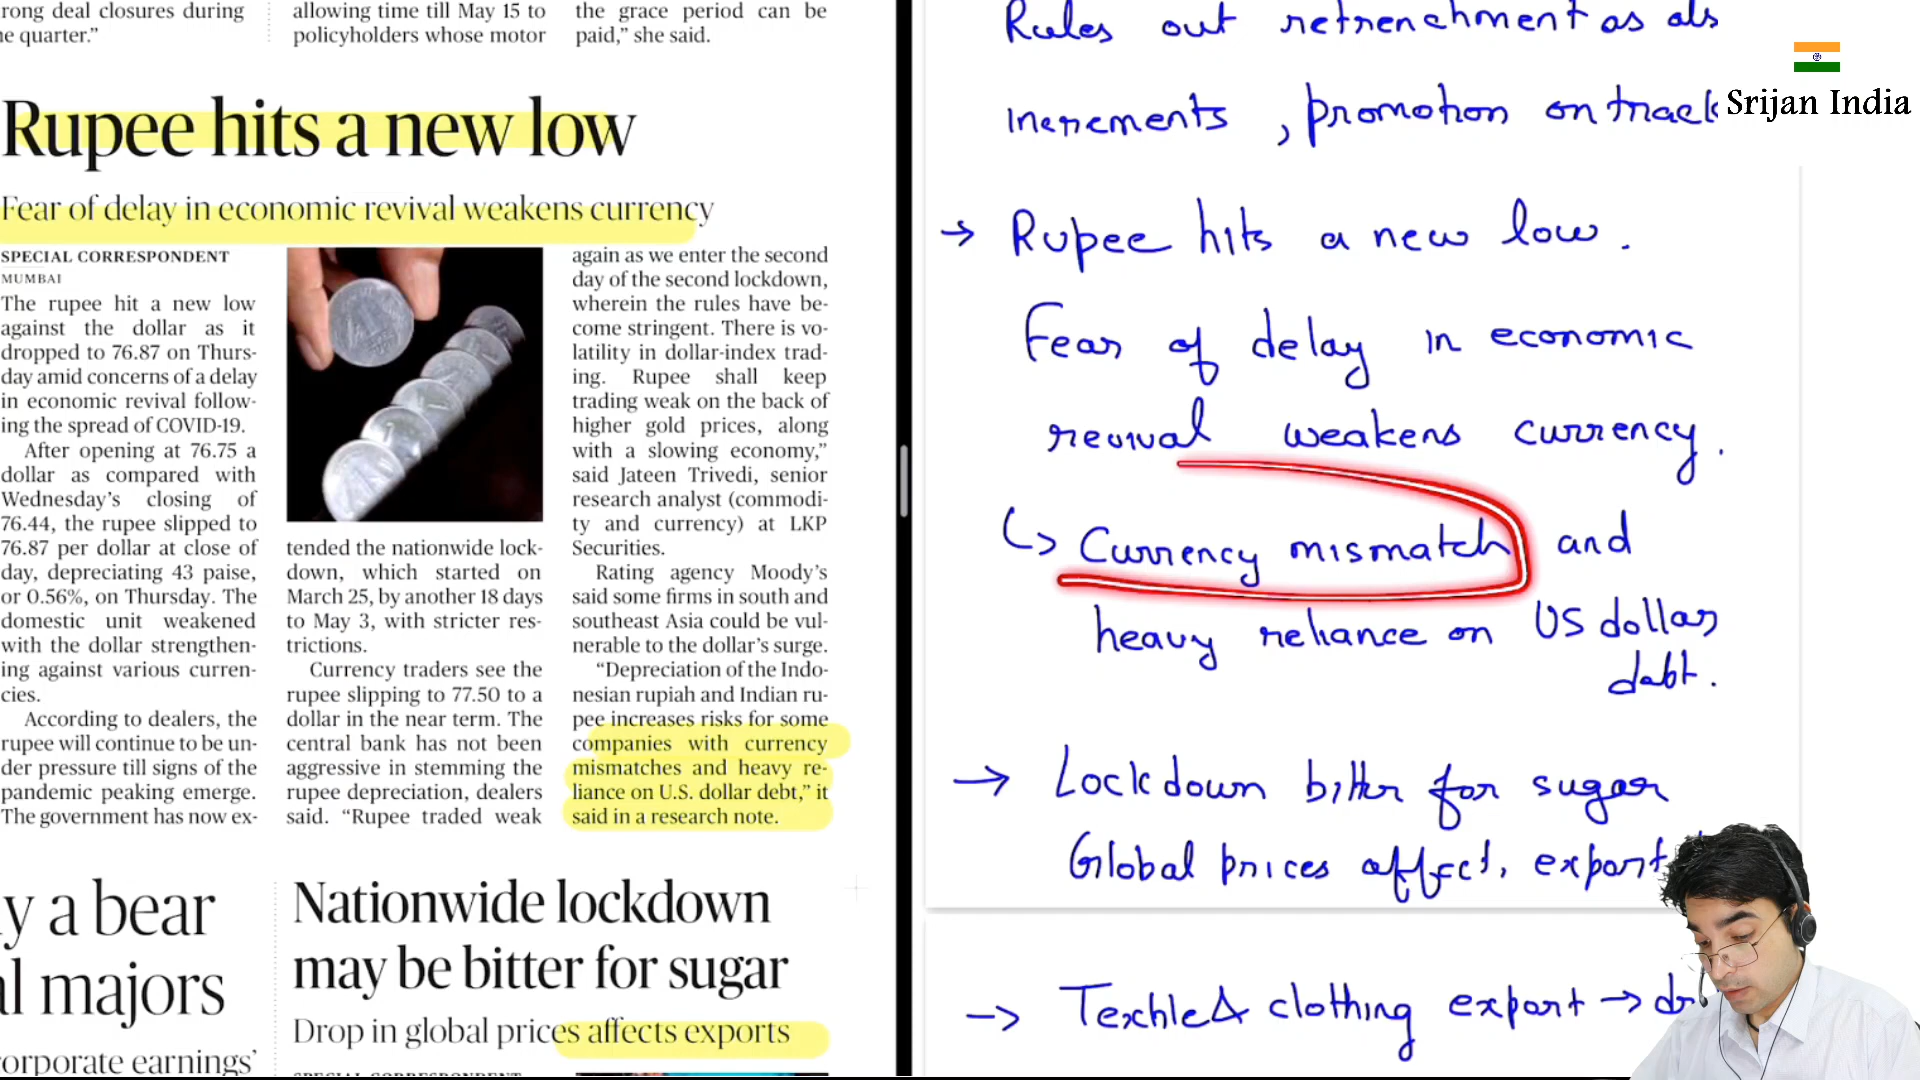 rong deal closures during
ne quarter.”
allowing time till May 15 to
policyholders whose motor
the grace period can be
paid,” she said.
Rupee hits a new low
Fear of delay in economic revival weakens currency
SPECIAL CORRESPONDENT
MUMBAI
The rupee hit a new low
against the dollar as it
dropped to 76.87 on Thurs-
day amid concerns of a delay
in economic revival follow-
ing the spread of COVID-19.
After opening at 76.75 a
dollar as compared with
Wednesday’s closing of
76.44, the rupee slipped to
76.87 per dollar at close of
day, depreciating 43 paise,
or 0.56%, on Thursday. The
domestic unit weakened
with the dollar strengthen-
ing against various curren-
cies.
According to dealers, the
rupee will continue to be un-
der pressure till signs of the
pandemic peaking emerge.
The government has now ex-
tended the nationwide lock-
down, which started on
March 25, by another 18 days
to May 3, with stricter res-
trictions.
Currency traders see the
rupee slipping to 77.50 to a
dollar in the near term. The
central bank has not been
aggressive in stemming the
rupee depreciation, dealers
said. “Rupee traded weak
again as we enter the second
day of the second lockdown,
wherein the rules have be-
come stringent. There is vo-
latility in dollar-index trad-
ing. Rupee shall keep
trading weak on the back of
higher gold prices, along
with a slowing economy,”
said Jateen Trivedi, senior
research analyst (commodi-
ty and currency) at LKP
Securities.
Rating agency Moody’s
said some firms in south and
southeast Asia could be vul-
nerable to the dollar’s surge.
“Depreciation of the Indo-
nesian rupiah and Indian ru-
pee increases risks for some
companies with currency
mismatches and heavy re-
liance on U.S. dollar debt,” it
said in a research note.
y a bear
al majors
corporate earnings’
Nationwide lockdown
may be bitter for sugar
Drop in global prices affects exports
Rules out retrenchment as als
increments, promotion on track
→ Rupee hits a new low.
Fear of delay in economic
revival weakens currency.
↳ Currency mismatch and
heavy reliance on US dollar
debt.
→ Lockdown bitter for sugar
Global prices affect, export
→ Textile & clothing export → dr
Srijan India